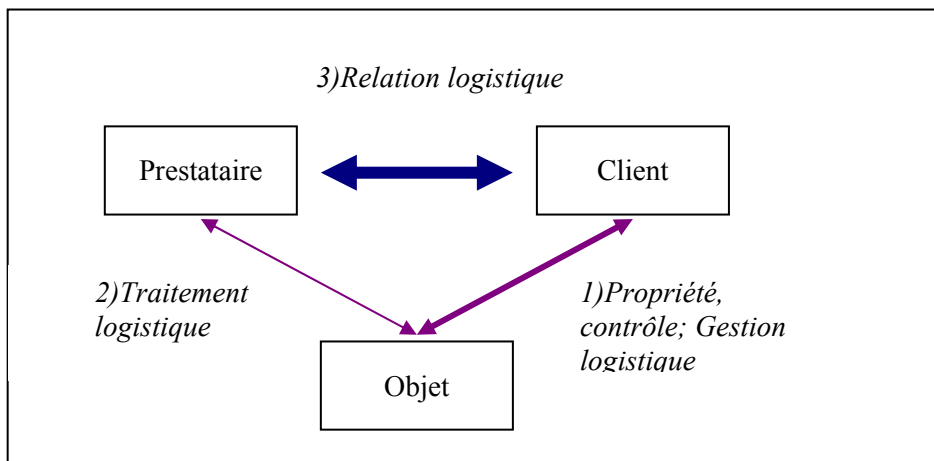 3)Relation logistique
Prestataire
Client
2)Traitement
logistique
1)Propriété,
contrôle; Gestion
logistique
Objet